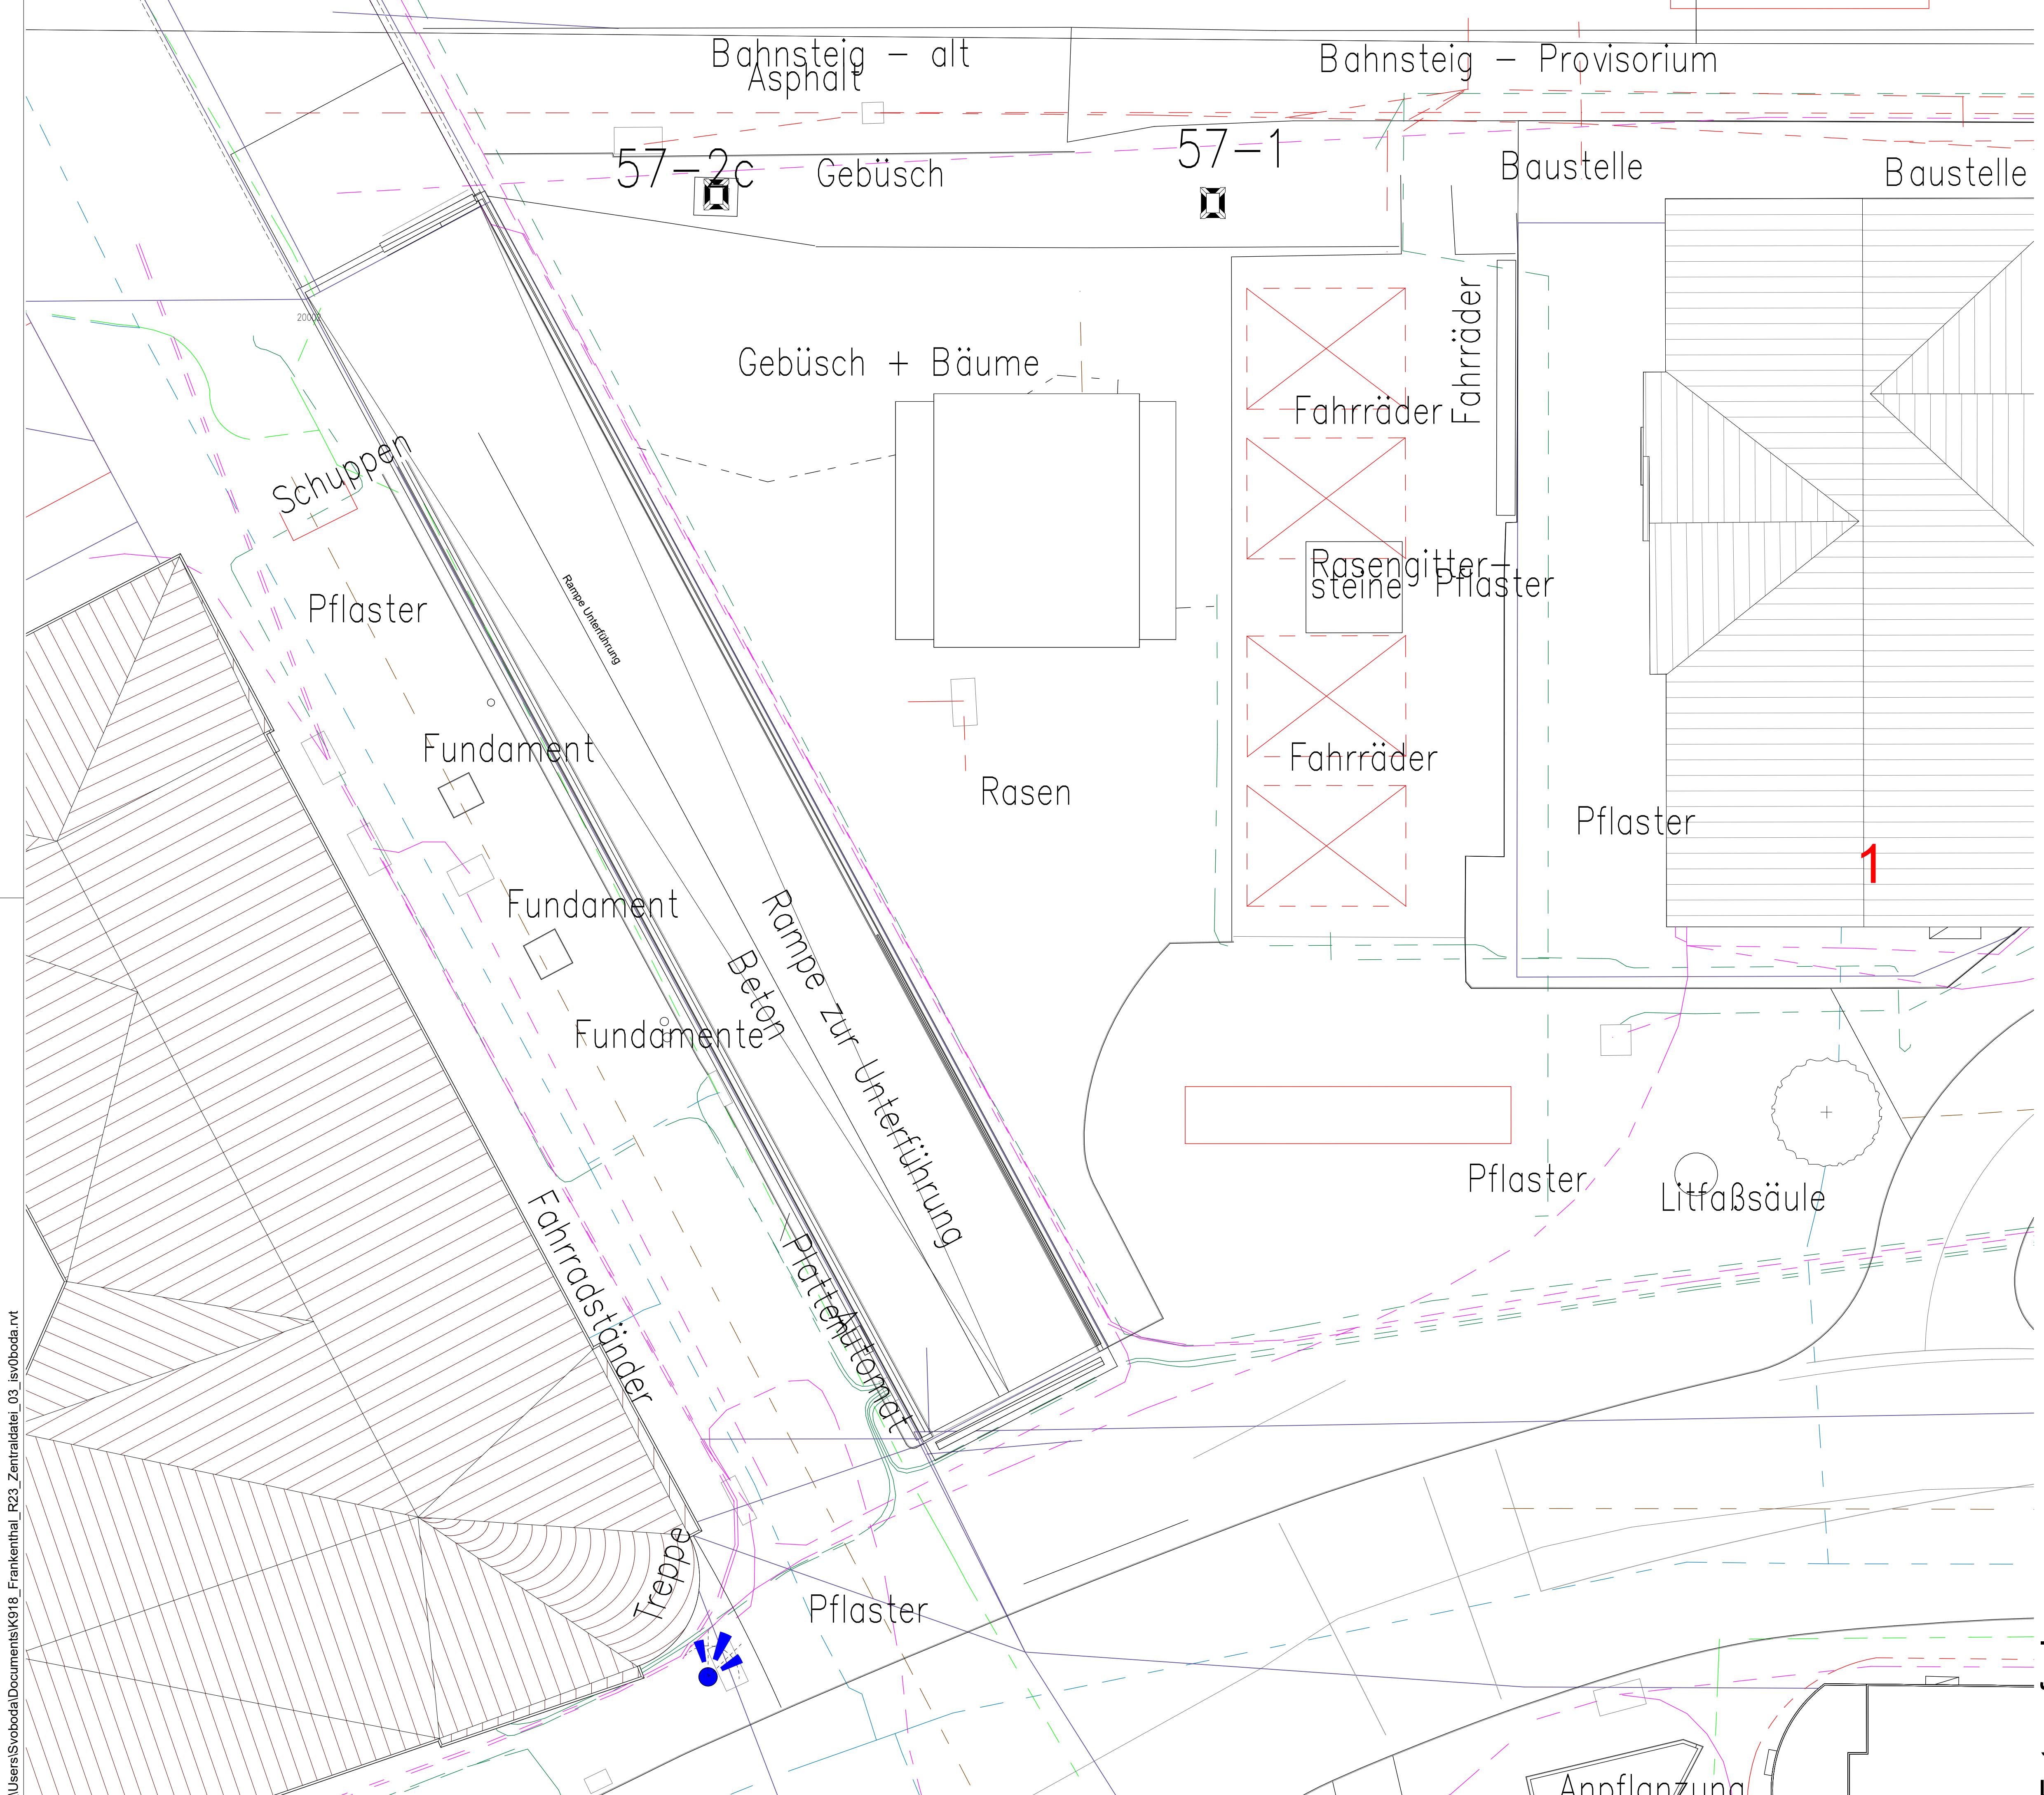 Bahnsteig - alt
Asphalt
Bahnsteig - Provisorium
57-2c
57-1
Gebüsch
Baustelle
Baustelle
Gebüsch + Bäume
Fahrräder
Fahrräder
Schuppen
Rasengitter-
steine
Pflaster
Pflaster
Rampe Unterführung
Fundament
Fahrräder
Rasen
Pflaster
1
Fundament
Rampe zur Unterführung
Beton
Fundamente
Pflaster
Litfaßsäule
Fahrradständer
Platten
Automat
Treppe
Pflaster
Anpflanzung
\Users\Svoboda\Documents\K918_Frankenthal_R23_Zentraldatei_03_isv0boda.rvt